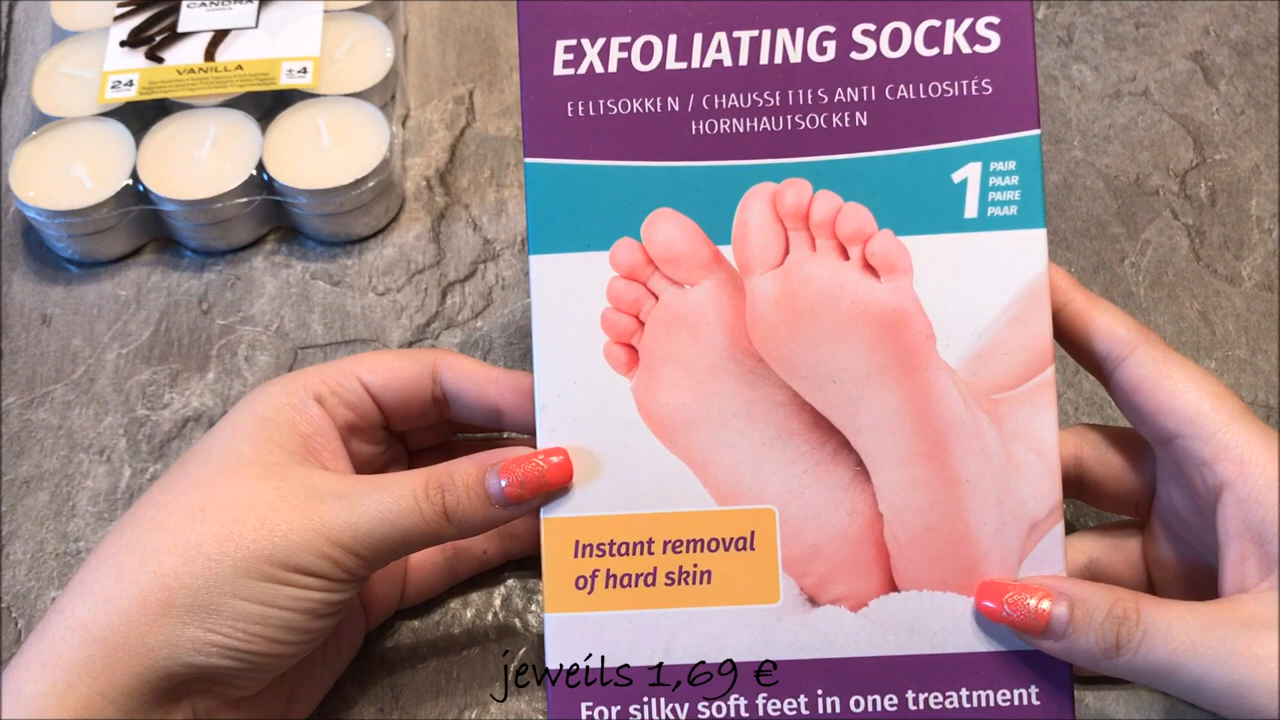 CANDRA
VANILLA
24
±4
EXFOLIATING SOCKS
EELTSOKKEN / CHAUSSETTES ANTI CALLOSITÉS
HORNHAUTSOCKEN
1
PAIR
PAAR
PAIRE
PAAR
Instant removal
of hard skin
jeweils 1,69 €
For silky soft feet in one treatment